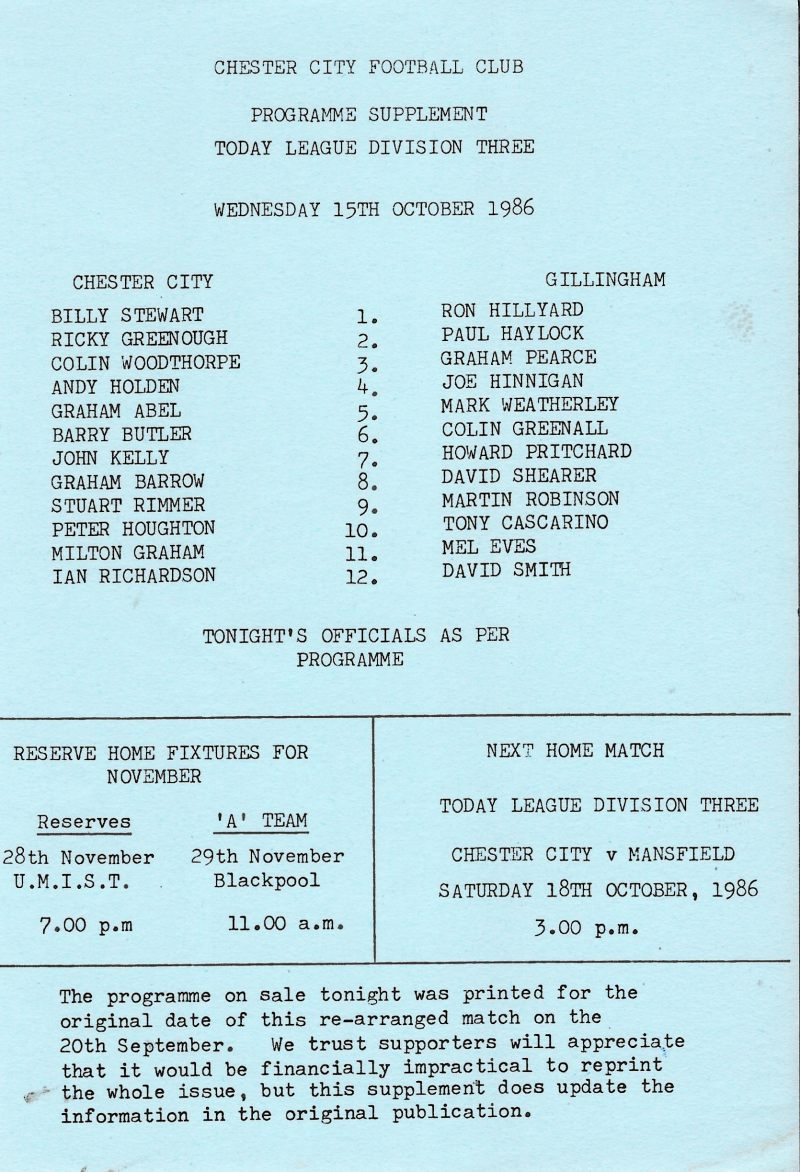 CHESTER CITY FOOTBALL CLUB
PROGRAMME SUPPLEMENT
TODAY LEAGUE DIVISION THREE
WEDNESDAY 15TH OCTOBER 1986
CHESTER CITY GILLINGHAM
BILLY STEWART 1. RON HILLYARD
RICKY GREENOUGH 2. PAUL HAYLOCK
COLIN WOODTHORPE 3. GRAHAM PEARCE
ANDY HOLDEN 4. JOE HINNIGAN
GRAHAM ABEL 5. MARK WEATHERLEY
BARRY BUTLER 6. COLIN GREENALL
JOHN KELLY 7. HOWARD PRITCHARD
GRAHAM BARROW 8. DAVID SHEARER
STUART RIMMER 9. MARTIN ROBINSON
PETER HOUGHTON 10. TONY CASCARINO
MILTON GRAHAM 11. MEL EVES
IAN RICHARDSON 12. DAVID SMITH
TONIGHT'S OFFICIALS AS PER
PROGRAMME
RESERVE HOME FIXTURES FOR
NOVEMBER
Reserves 'A' TEAM
28th November 29th November
U.M.I.S.T. Blackpool
7.00 p.m 11.00 a.m.
NEXT HOME MATCH
TODAY LEAGUE DIVISION THREE
CHESTER CITY v MANSFIELD
SATURDAY 18TH OCTOBER, 1986
3.00 p.m.
The programme on sale tonight was printed for the
original date of this re-arranged match on the
20th September. We trust supporters will appreciate
that it would be financially impractical to reprint
the whole issue, but this supplement does update the
information in the original publication.